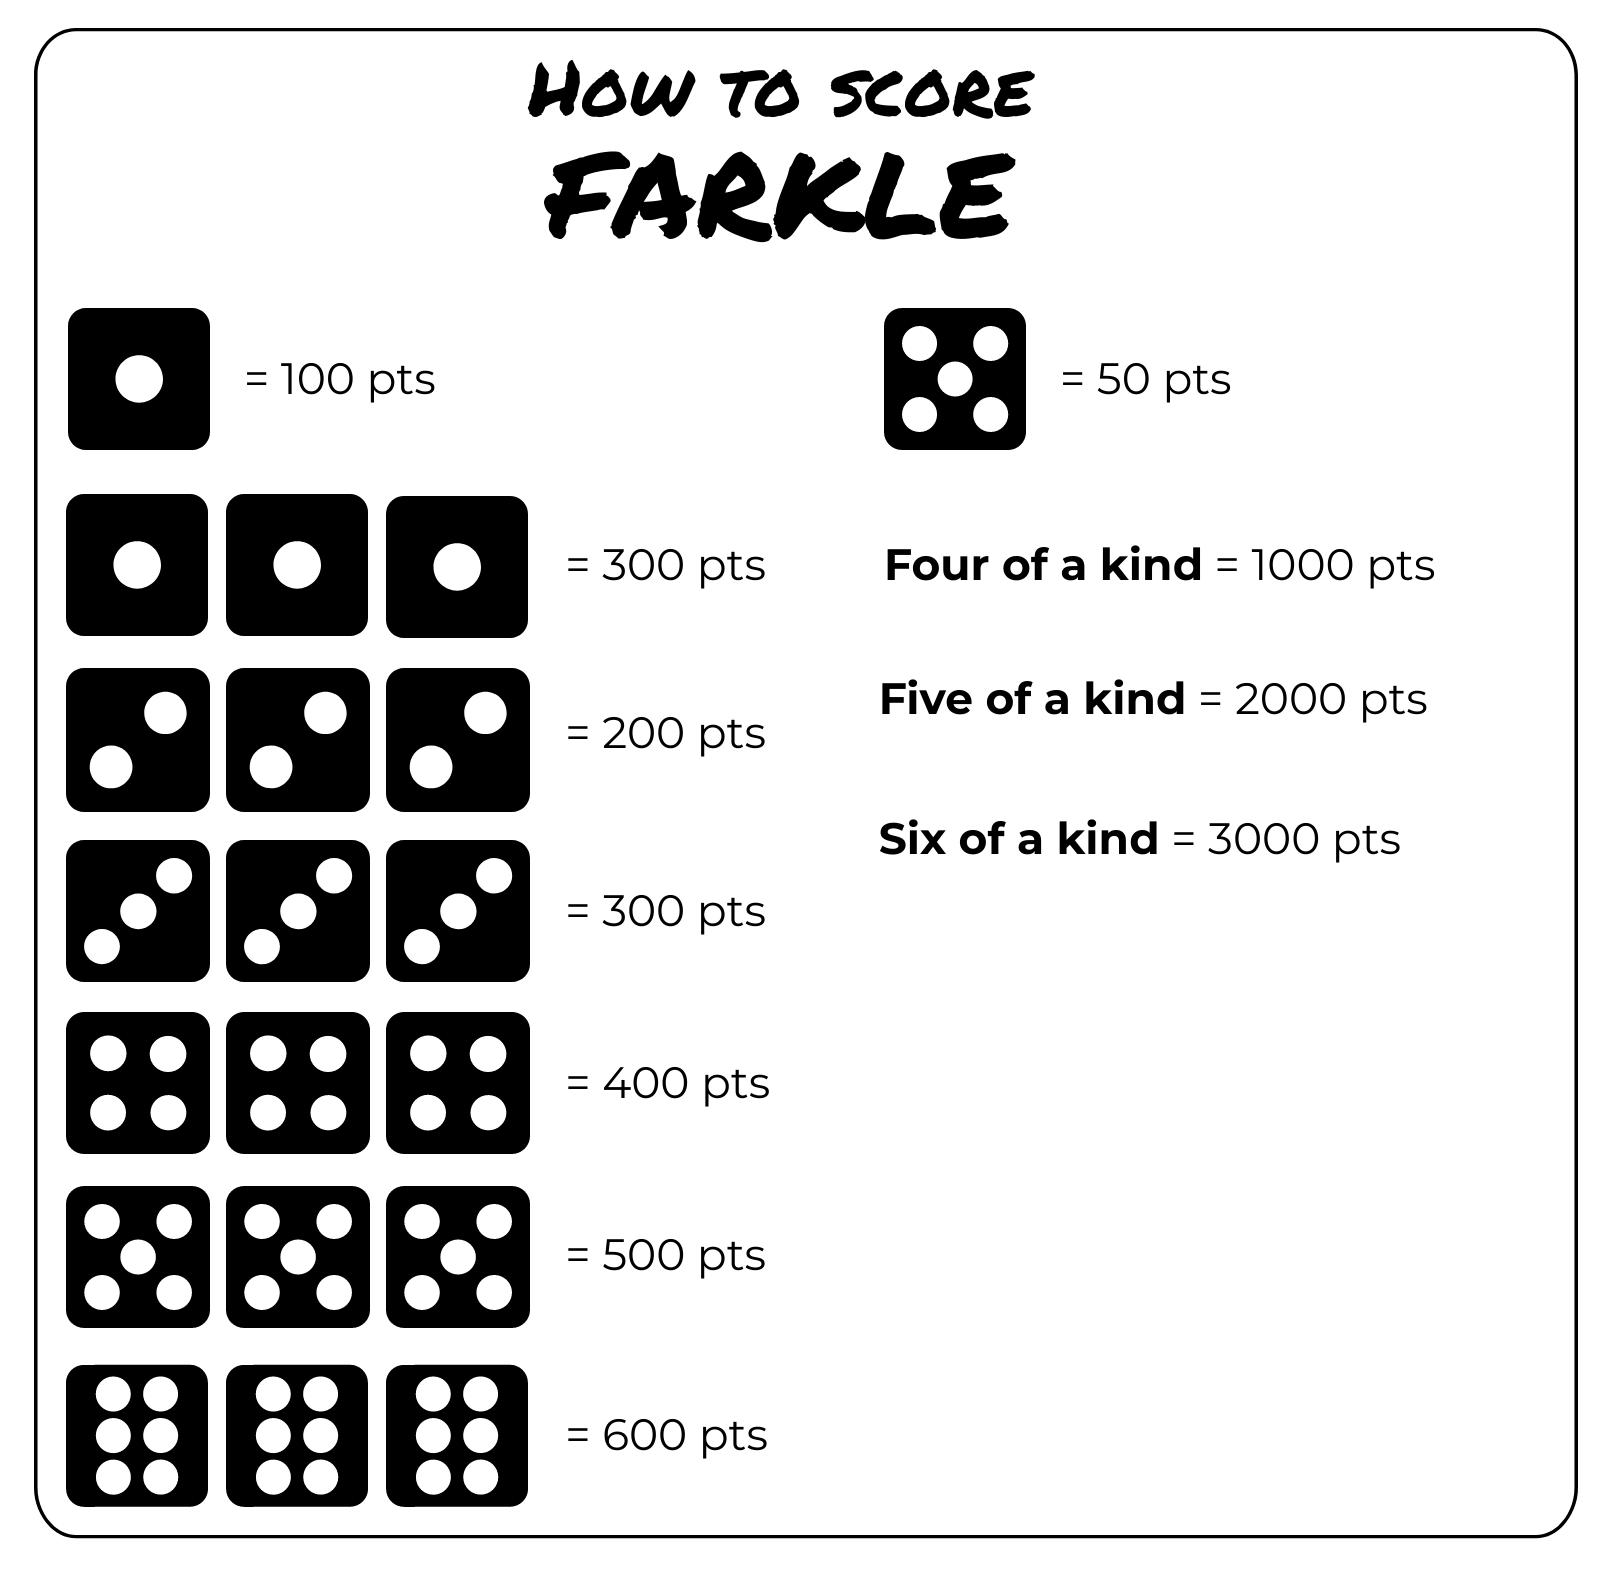 How to score
FARKLE
= 100 pts
= 50 pts
= 300 pts
Four of a kind = 1000 pts
= 200 pts
Five of a kind = 2000 pts
= 300 pts
Six of a kind = 3000 pts
= 400 pts
= 500 pts
= 600 pts